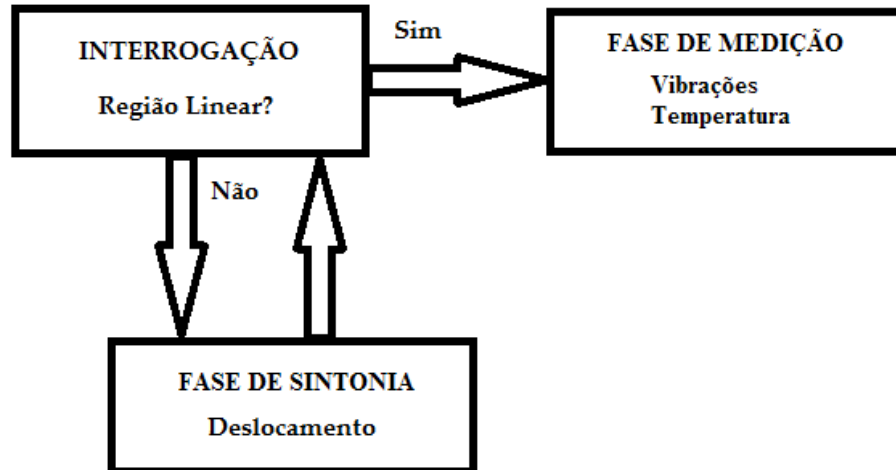 INTERROGAÇÃO
Região Linear?
Sim
FASE DE MEDIÇÃO
Vibrações
Temperatura
Não
FASE DE SINTONIA
Deslocamento